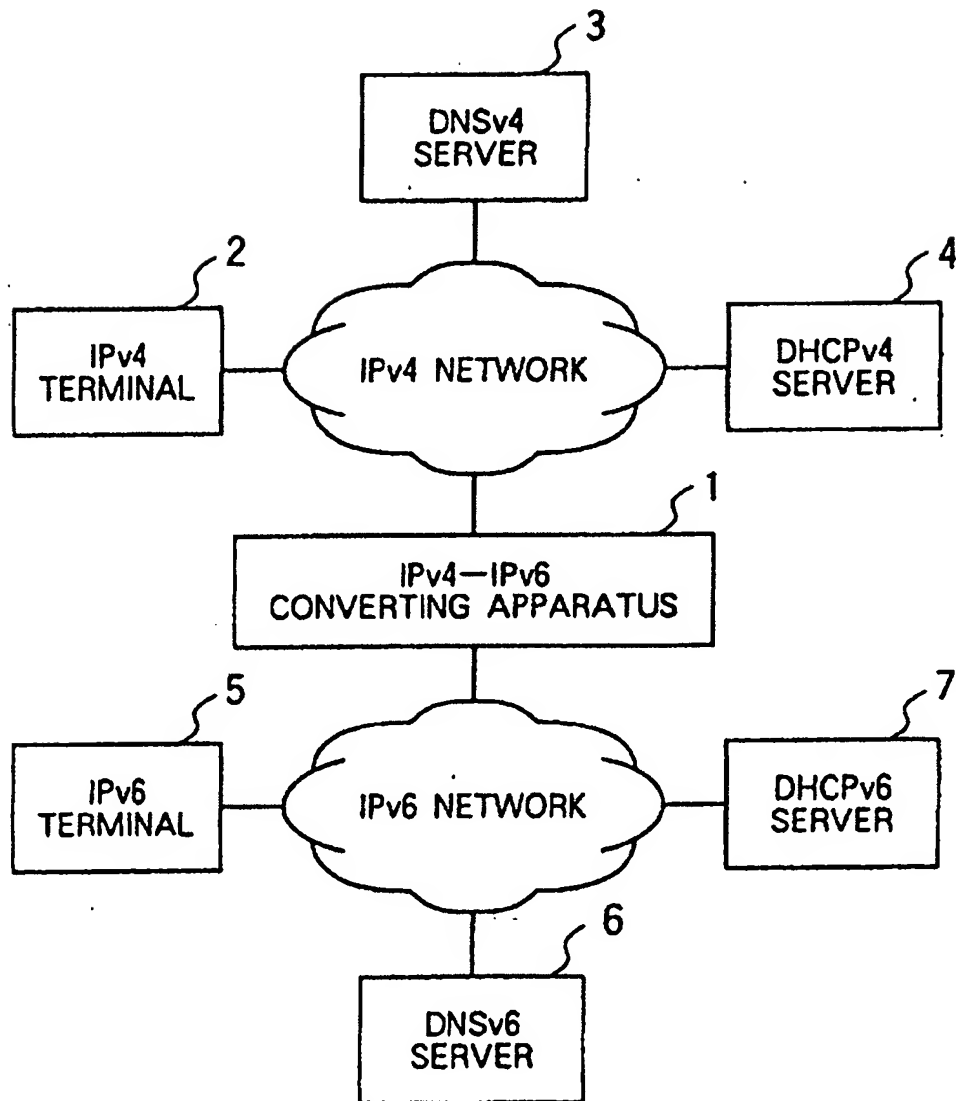 3
DNSv4
SERVER
2
4
IPv4
TERMINAL
IPv4 NETWORK
DHCPv4
SERVER
1
IPv4—IPv6
CONVERTING APPARATUS
5
7
IPv6
TERMINAL
IPv6 NETWORK
DHCPv6
SERVER
6
DNSv6
SERVER